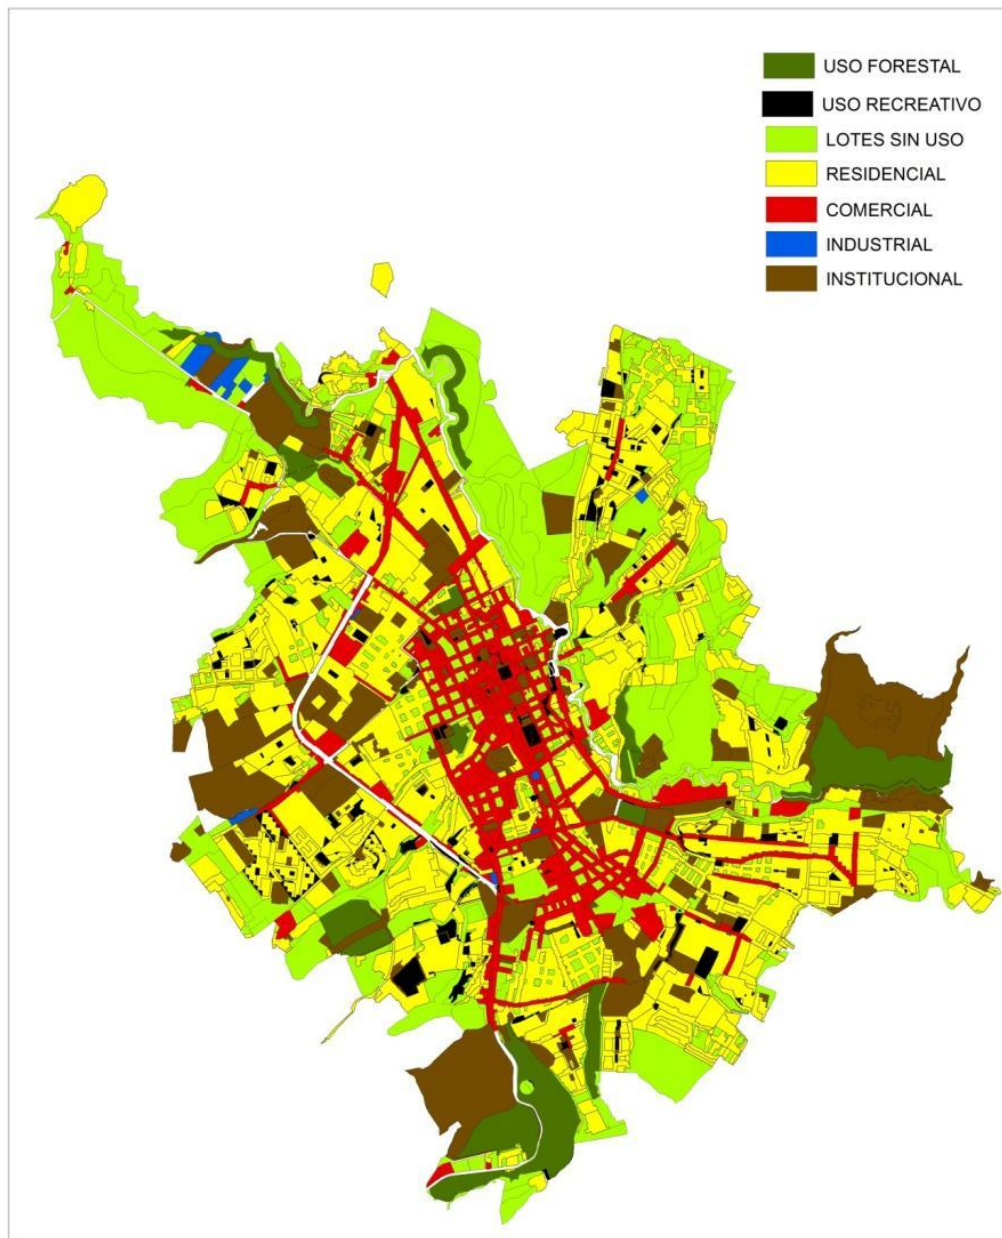 USO FORESTAL
USO RECREATIVO
LOTES SIN USO
RESIDENCIAL
COMERCIAL
INDUSTRIAL
INSTITUCIONAL